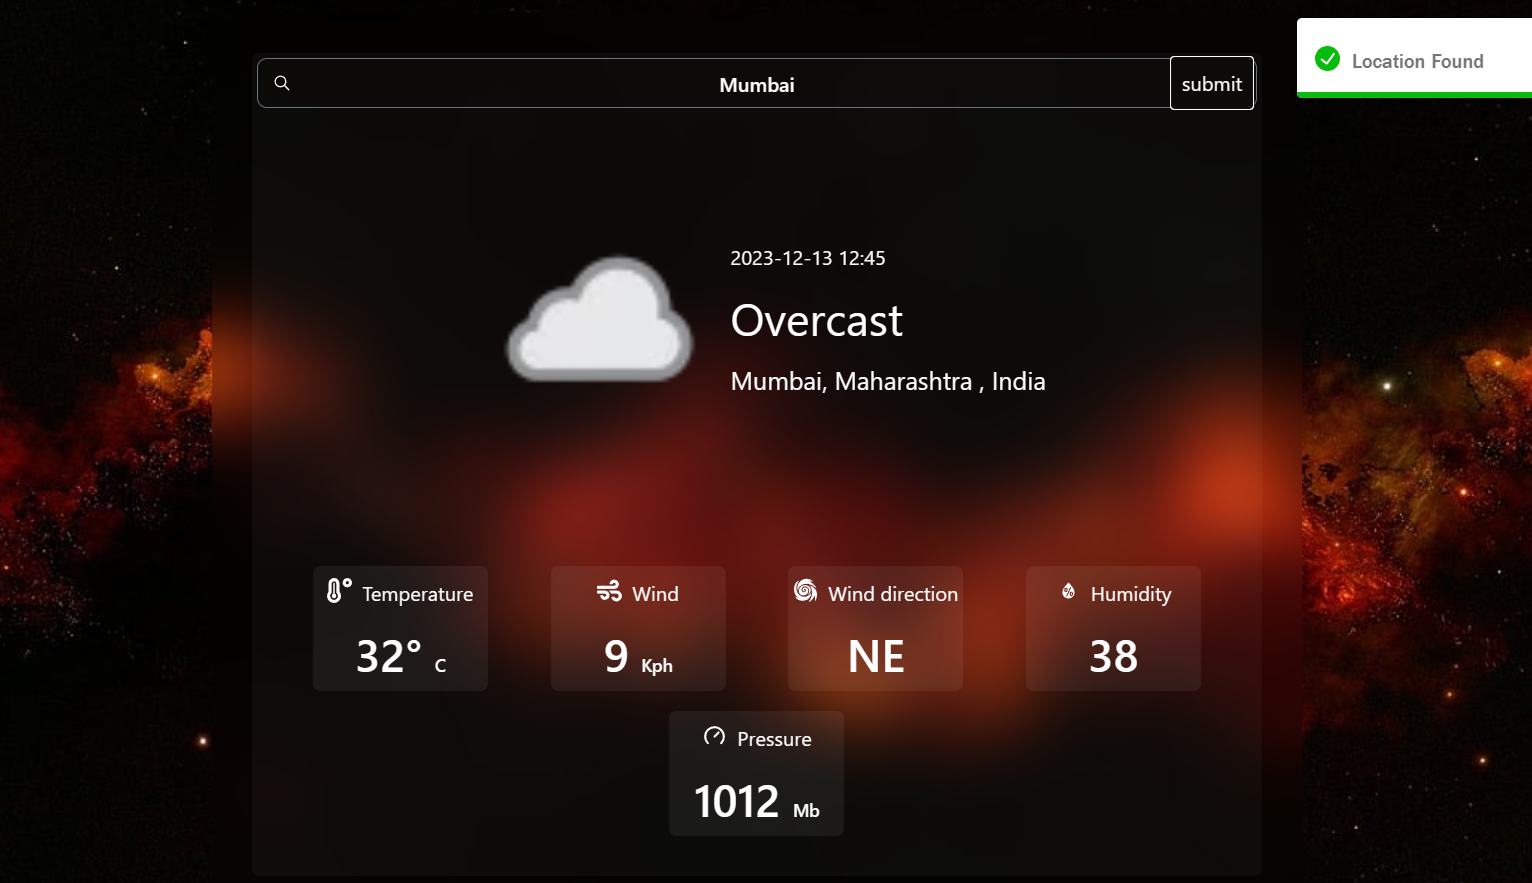 Mumbai
submit
Location Found
2023-12-13 12:45
Overcast
Mumbai, Maharashtra , India
Temperature
32° C
Wind
9 Kph
Wind direction
NE
Humidity
38
Pressure
1012 Mb